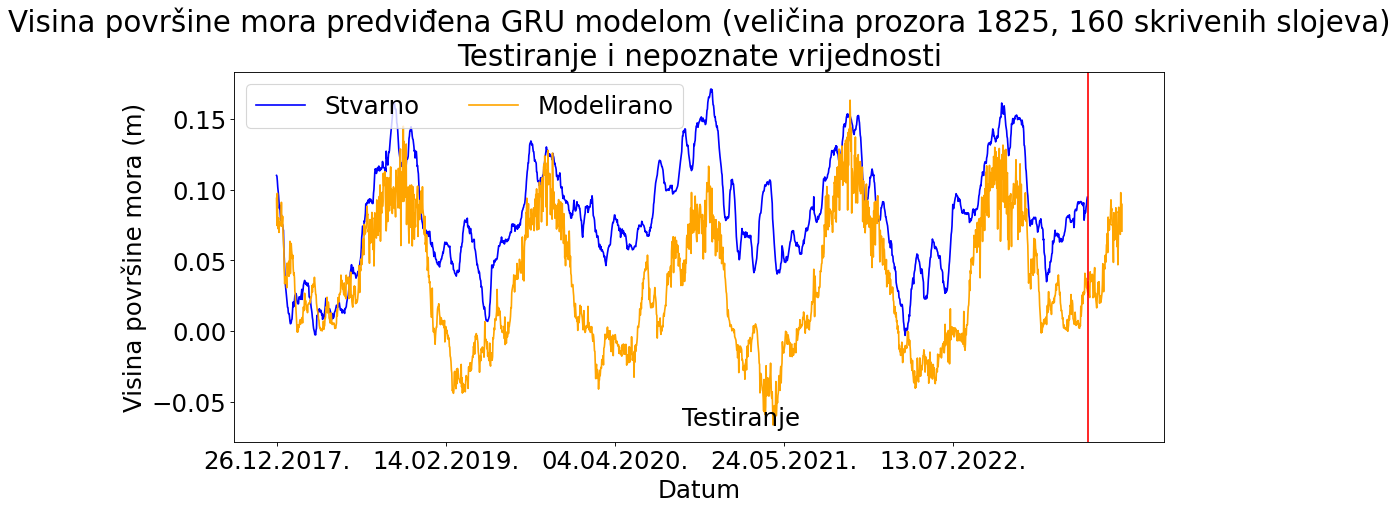 Visina površine mora predviđena GRU modelom (veličina prozora 1825, 160 skrivenih slojeva)
Testiranje i nepoznate vrijednosti
Stvarno
Modelirano
Visina površine mora (m)
0.15
0.10
0.05
0.00
−0.05
Testiranje
26.12.2017.
14.02.2019.
04.04.2020.
24.05.2021.
13.07.2022.
Datum